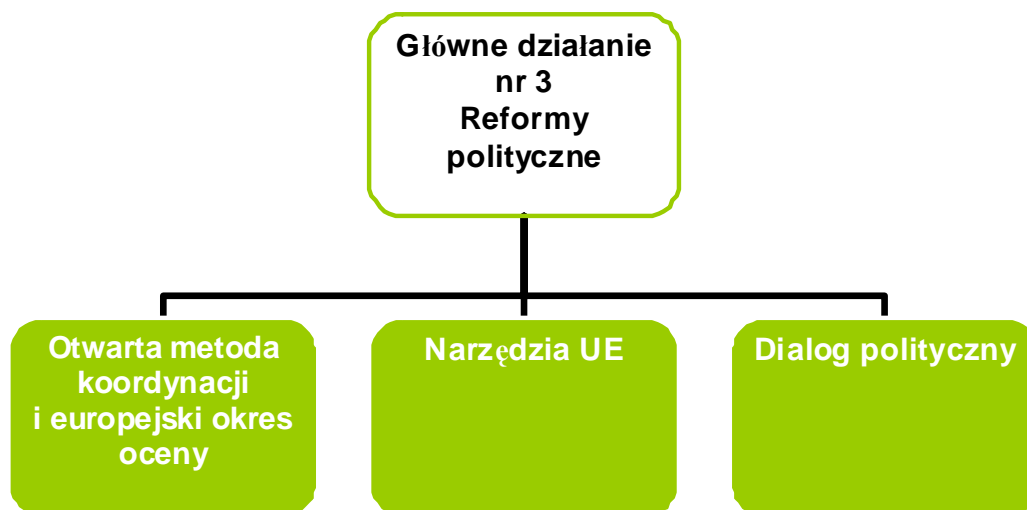 Główne działanie
nr 3
Reformy
polityczne
Otwarta metoda
koordynacji
i europejski okres
oceny
Narzędzia UE
Dialog polityczny